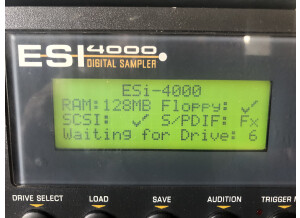 ESI 4000
DIGITAL SAMPLER
ESi-4000
RAM:128MB Floppy: ✓
SCSI: ✓ S/PDIF: Fx
Waiting for Drive: 6
DRIVE SELECT LOAD SAVE AUDITION TRIGGER